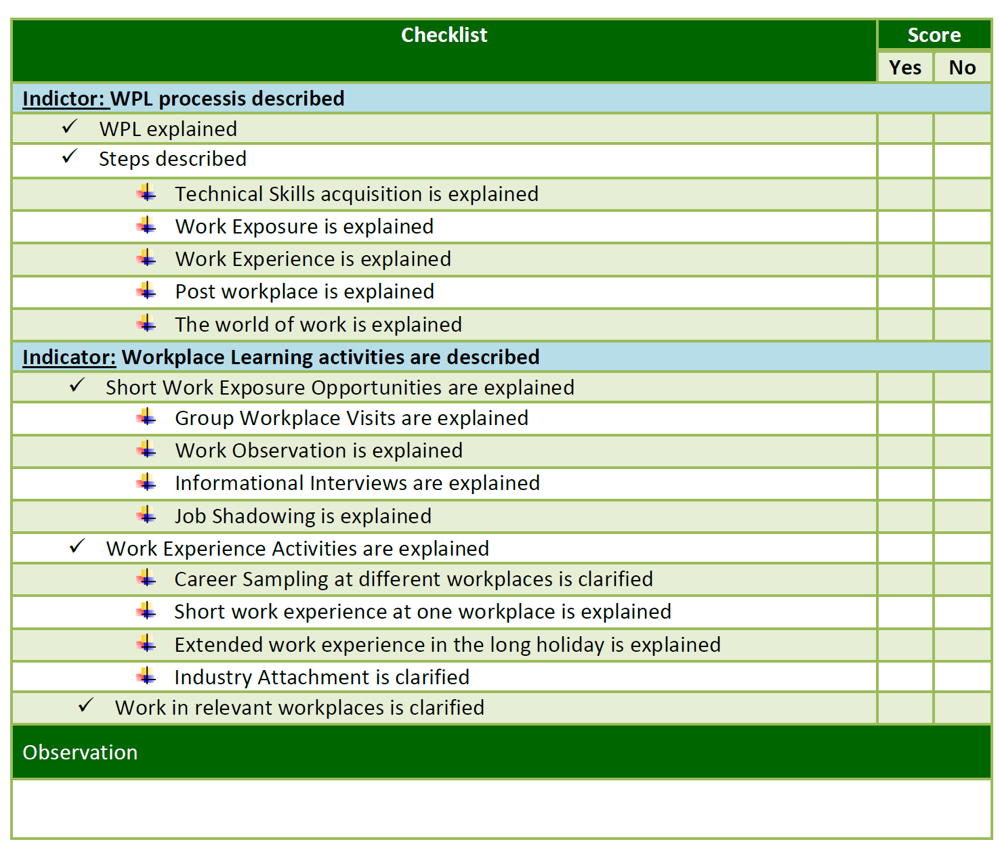 Checklist
Score
Yes
No
Indictor: WPL processis described
✓ WPL explained
✓ Steps described
Technical Skills acquisition is explained
Work Exposure is explained
Work Experience is explained
Post workplace is explained
The world of work is explained
Indicator: Workplace Learning activities are described
✓ Short Work Exposure Opportunities are explained
Group Workplace Visits are explained
Work Observation is explained
Informational Interviews are explained
Job Shadowing is explained
✓ Work Experience Activities are explained
Career Sampling at different workplaces is clarified
Short work experience at one workplace is explained
Extended work experience in the long holiday is explained
Industry Attachment is clarified
✓ Work in relevant workplaces is clarified
Observation